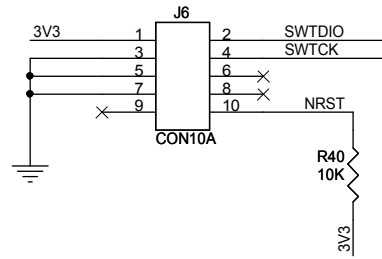 J6
3V3 1 2 SWTDIO
3 4 SWTCK
5 6
7 8
9 10 NRST
CON10A
R40
10K
3V3